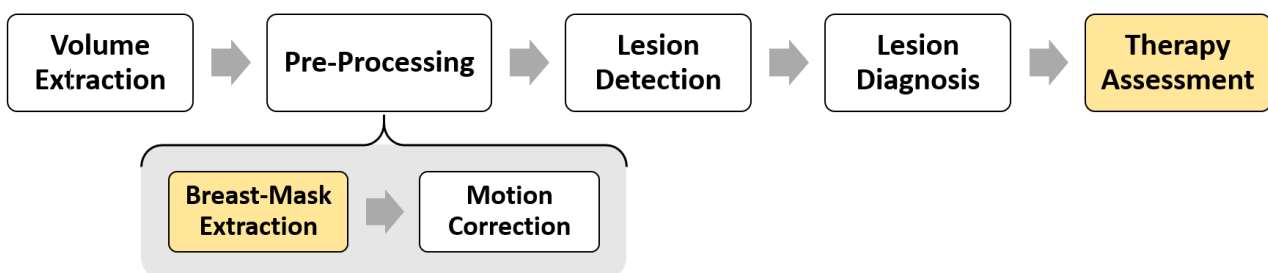 Volume
Extraction
Pre-Processing
Lesion
Detection
Lesion
Diagnosis
Therapy
Assessment
Breast-Mask
Extraction
Motion
Correction